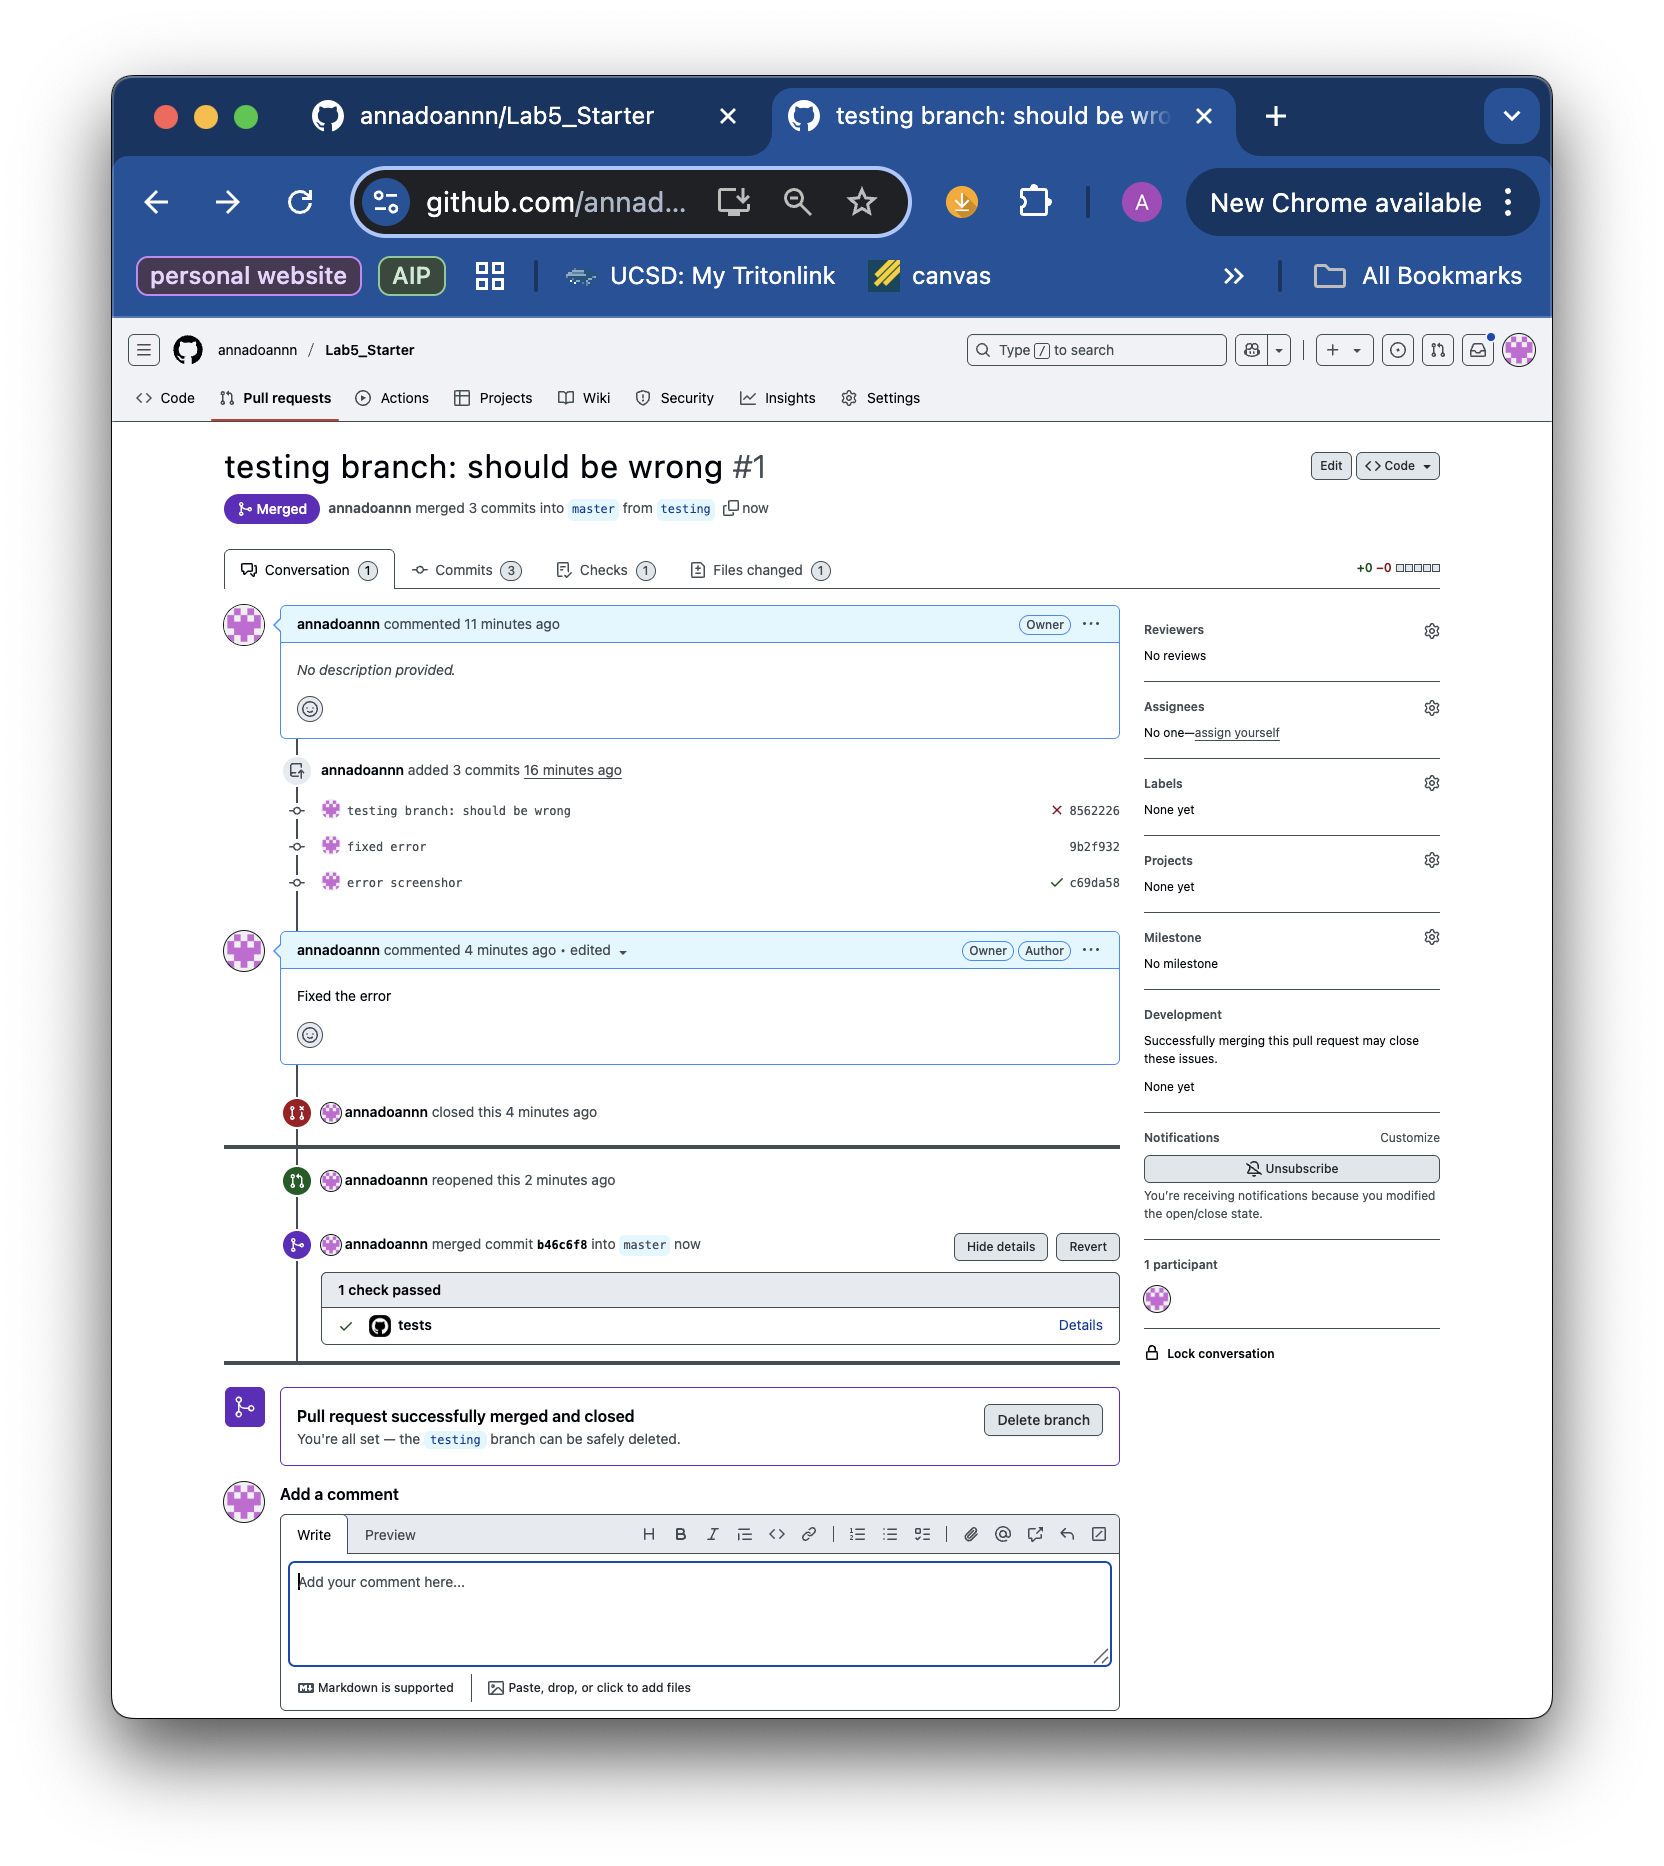 annadoannn/Lab5_Starter
testing branch: should be wro
github.com/annad...
A
New Chrome available
personal website
AIP
UCSD: My Tritonlink
canvas
All Bookmarks
annadoannn / Lab5_Starter
Type / to search
Code
Pull requests
Actions
Projects
Wiki
Security
Insights
Settings
testing branch: should be wrong #1
Edit
Code
Merged
annadoannn merged 3 commits into master from testing now
Conversation 1
Commits 3
Checks 1
Files changed 1
+0 −0
annadoannn commented 11 minutes ago
Owner
No description provided.
annadoannn added 3 commits 16 minutes ago
testing branch: should be wrong
8562226
fixed error
9b2f932
error screenshor
c69da58
annadoannn commented 4 minutes ago • edited
Owner
Author
Fixed the error
annadoannn closed this 4 minutes ago
annadoannn reopened this 2 minutes ago
annadoannn merged commit b46c6f8 into master now
Hide details
Revert
1 check passed
tests
Details
Pull request successfully merged and closed
You're all set — the testing branch can be safely deleted.
Delete branch
Add a comment
Write
Preview
Add your comment here...
Markdown is supported
Paste, drop, or click to add files
Reviewers
No reviews
Assignees
No one—assign yourself
Labels
None yet
Projects
None yet
Milestone
No milestone
Development
Successfully merging this pull request may close
these issues.
None yet
Notifications
Customize
Unsubscribe
You're receiving notifications because you modified
the open/close state.
1 participant
Lock conversation